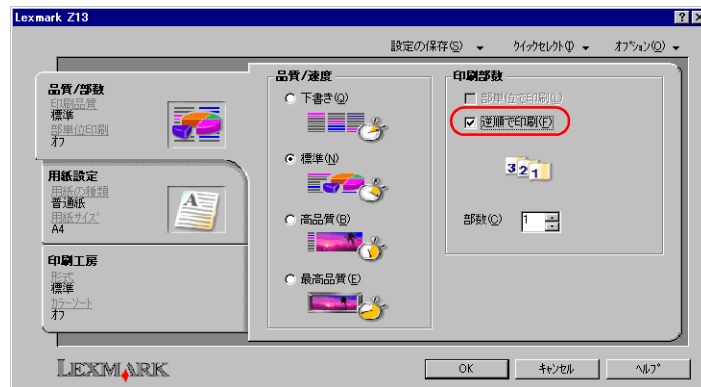 Lexmark Z13
設定の保存(S) クイックセレクト(I) オプション(O)
品質/部数
印刷品質
標準
部単位印刷
オフ
用紙設定
用紙の種類
普通紙
用紙サイズ
A4
印刷工房
形式
標準
カラーソート
オフ
品質/速度
下書き(Q)
標準(N)
高品質(B)
最高品質(E)
印刷部数
部単位で印刷(L)
逆順で印刷(F)
3 2 1
部数(C) 1
LEXMARK
OK キャンセル ヘルプ